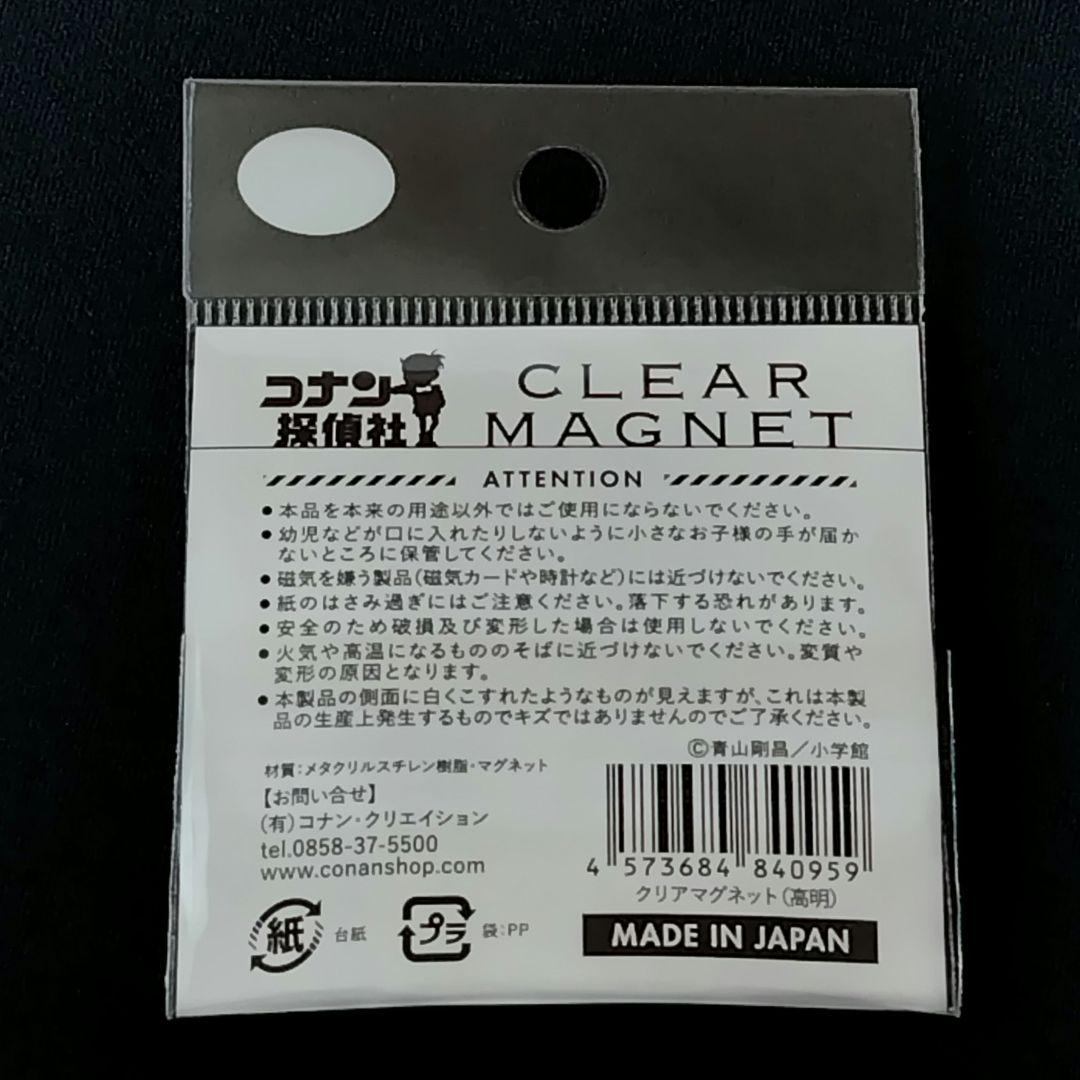 コナン
探偵社
CLEAR
MAGNET
ATTENTION
●本品を本来の用途以外ではご使用にならないでください。
●幼児などが口に入れたりしないように小さなお子様の手が届か
ないところに保管してください。
●磁気を嫌う製品(磁気カードや時計など)には近づけないでください。
●紙のはさみ過ぎにはご注意ください。落下する恐れがあります。
●安全のため破損及び変形した場合は使用しないでください。
●火気や高温になるもののそばに近づけないでください。変質や
変形の原因となります。
●本製品の側面に白くこすれたようなものが見えますが、これは本製
品の生産上発生するものでキズではありませんのでご了承ください。
©青山剛昌／小学館
材質:メタクリルスチレン樹脂・マグネット
【お問い合せ】
(有)コナン・クリエイション
tel.0858-37-5500
www.conanshop.com
4 573684 840959
クリアマグネット(高明)
紙 台紙
プラ 袋:PP
MADE IN JAPAN